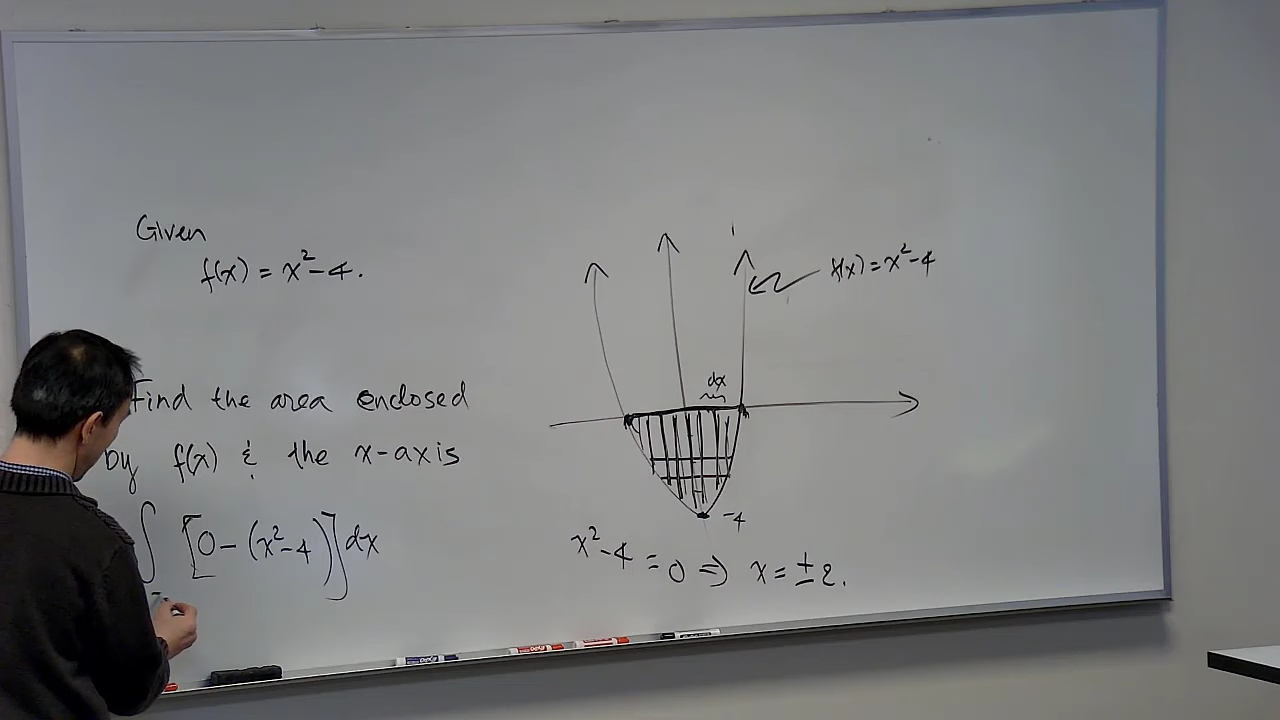 Given
f(x) = x²-4.
Find the area enclosed
by f(x) & the x-axis
∫ [0-(x²-4)]dx
f(x)=x²-4
dx
-4
x²-4=0 ⇒ x=±2.